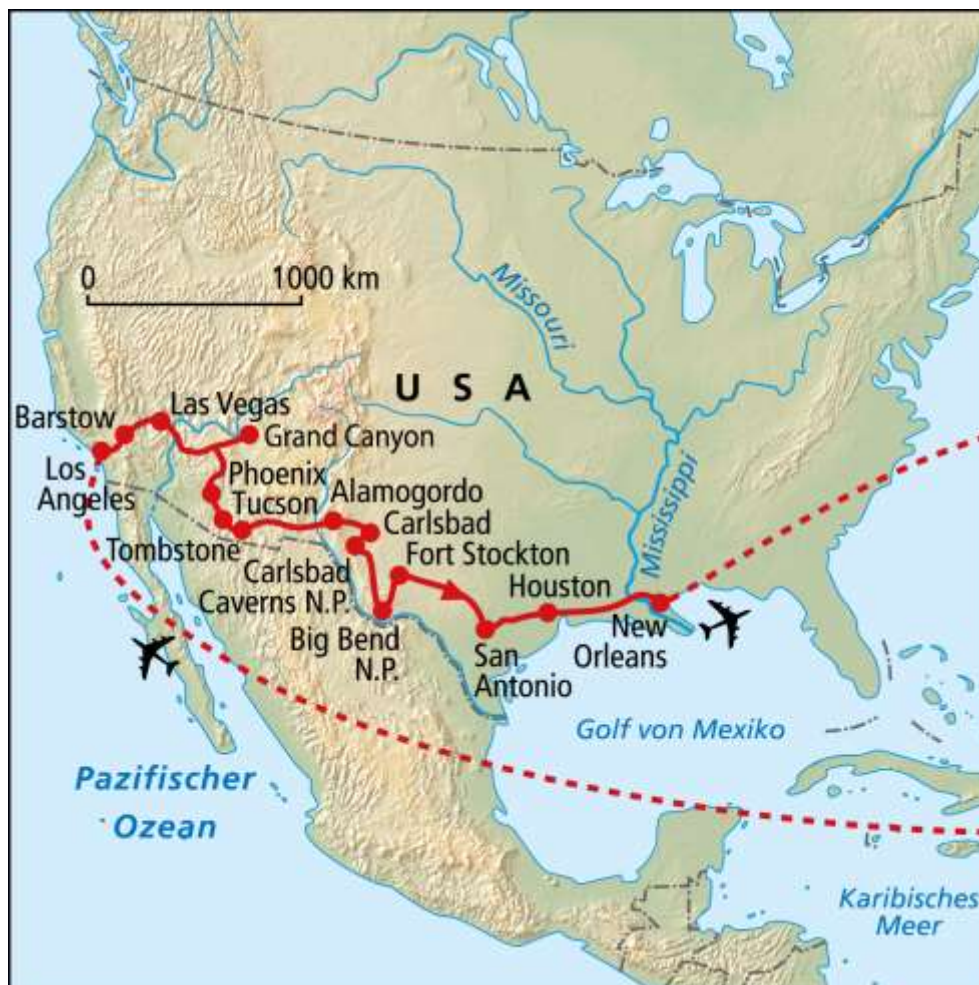 0 1000 km
Missouri
USA
Barstow
Las Vegas
Grand Canyon
Los
Angeles
Phoenix
Tucson
Alamogordo
Tombstone
Carlsbad
Carlsbad
Caverns N.P.
Fort Stockton
Houston
Mississippi
Big Bend
N.P.
San
Antonio
New
Orleans
Golf von Mexiko
Pazifischer
Ozean
Karibisches
Meer